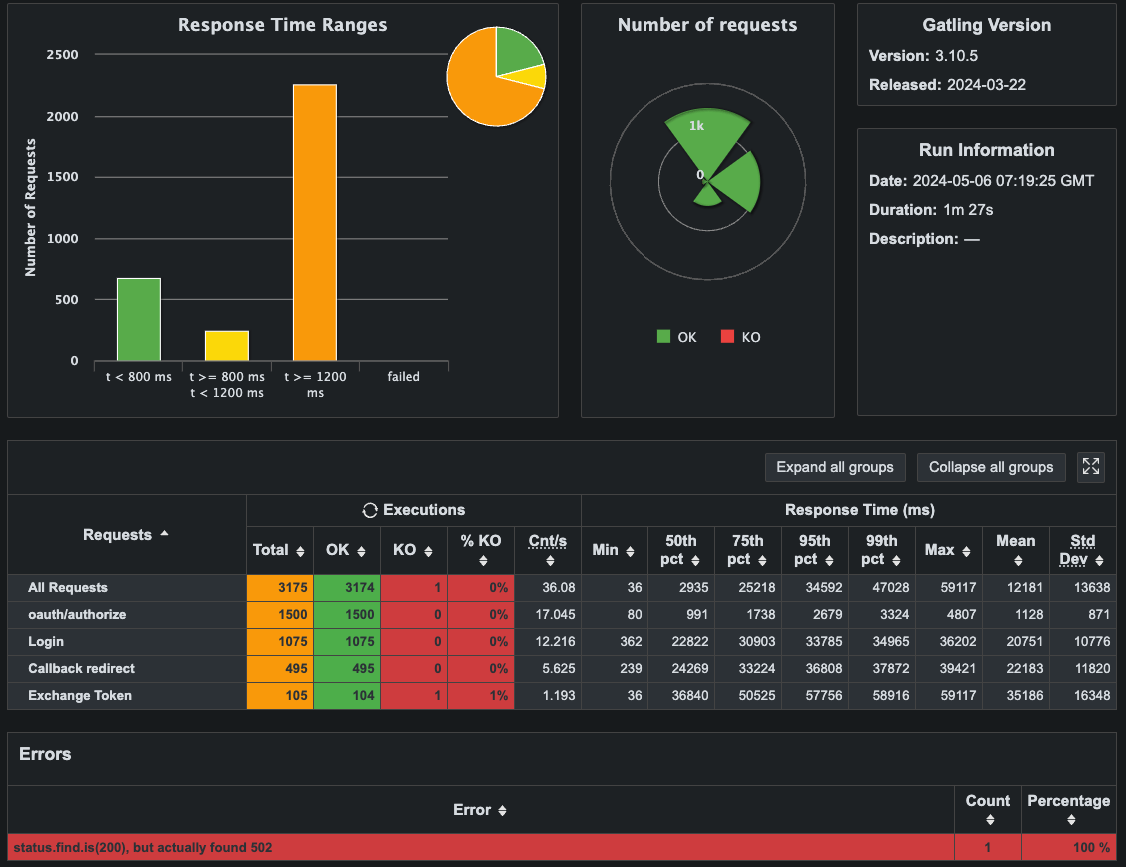 Response Time Ranges
Number of Requests
2500
2000
1500
1000
500
0
t < 800 ms
t >= 800 ms
t < 1200 ms
t >= 1200
ms
failed
Number of requests
1k
0
OK
KO
Gatling Version
Version: 3.10.5
Released: 2024-03-22
Run Information
Date: 2024-05-06 07:19:25 GMT
Duration: 1m 27s
Description: —
Expand all groups
Collapse all groups
Requests Executions Response Time (ms)
Total OK KO % KO Cnt/s Min 50th pct 75th pct 95th pct 99th pct Max Mean Std Dev
All Requests 3175 3174 1 0% 36.08 36 2935 25218 34592 47028 59117 12181 13638
oauth/authorize 1500 1500 0 0% 17.045 80 991 1738 2679 3324 4807 1128 871
Login 1075 1075 0 0% 12.216 362 22822 30903 33785 34965 36202 20751 10776
Callback redirect 495 495 0 0% 5.625 239 24269 33224 36808 37872 39421 22183 11820
Exchange Token 105 104 1 1% 1.193 36 36840 50525 57756 58916 59117 35186 16348
Errors
Error Count Percentage
status.find.is(200), but actually found 502 1 100 %